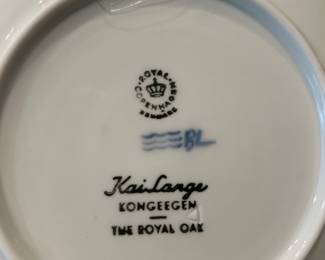 ROYAL
COPENHAGEN
DENMARK
BL
Kai Lange
KONGEEGEN
THE ROYAL OAK